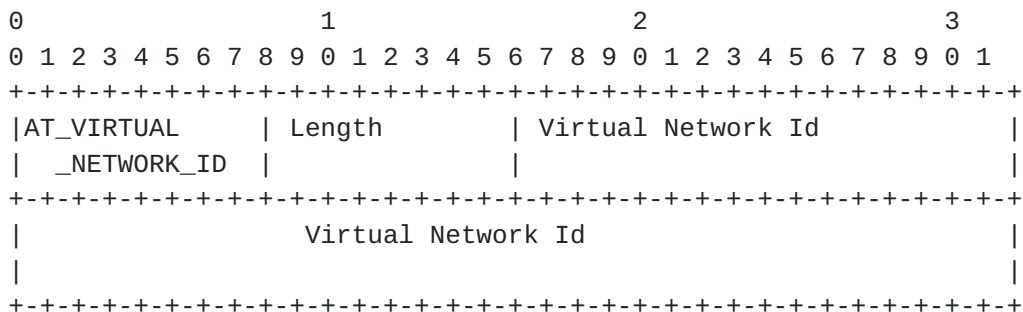 0                   1                   2                   3
0 1 2 3 4 5 6 7 8 9 0 1 2 3 4 5 6 7 8 9 0 1 2 3 4 5 6 7 8 9 0 1
+-+-+-+-+-+-+-+-+-+-+-+-+-+-+-+-+-+-+-+-+-+-+-+-+-+-+-+-+-+-+-+-+
|AT_VIRTUAL     | Length        | Virtual Network Id            |
|  _NETWORK_ID  |               |                               |
+-+-+-+-+-+-+-+-+-+-+-+-+-+-+-+-+-+-+-+-+-+-+-+-+-+-+-+-+-+-+-+-+
|                  Virtual Network Id                           |
|                                                               |
+-+-+-+-+-+-+-+-+-+-+-+-+-+-+-+-+-+-+-+-+-+-+-+-+-+-+-+-+-+-+-+-+